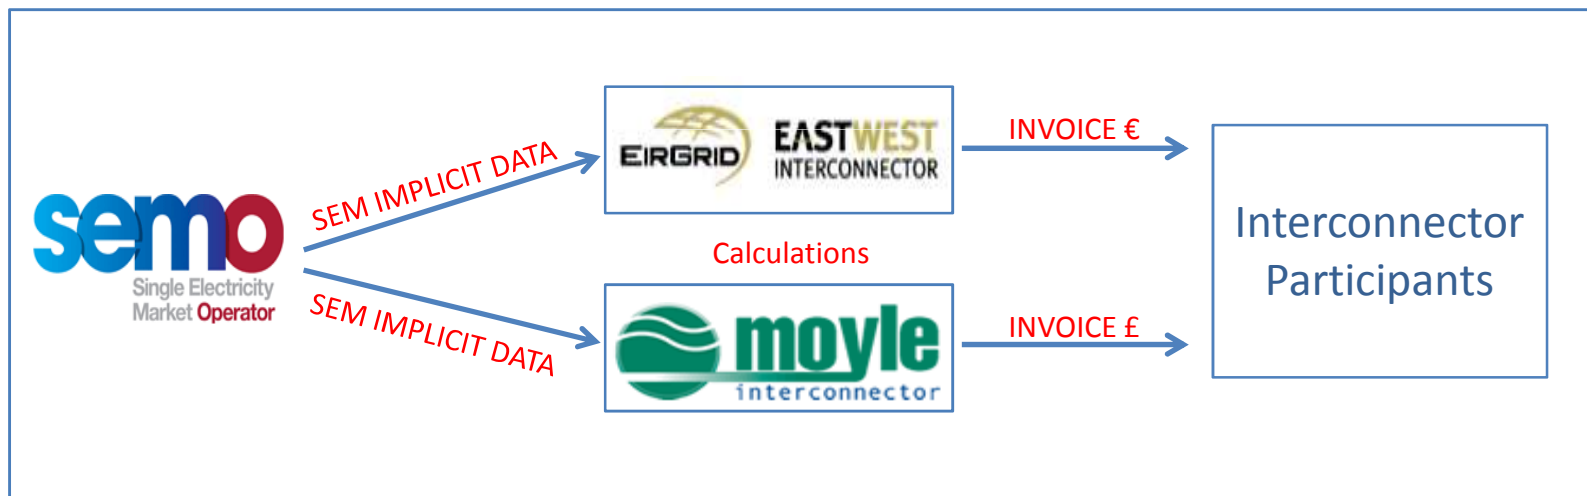 semo
Single Electricity
Market Operator
SEM IMPLICIT DATA
SEM IMPLICIT DATA
EIRGRID
EASTWEST
INTERCONNECTOR
Calculations
moyle
interconnector
INVOICE €
INVOICE £
Interconnector
Participants